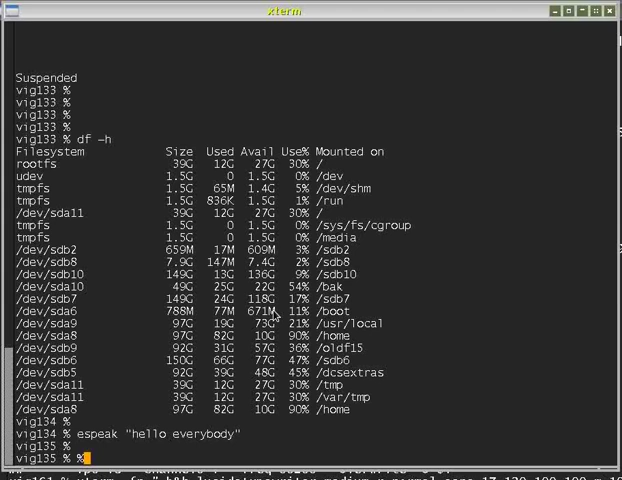 xterm
Suspended
vig133 %
vig133 %
vig133 %
vig133 %
vig133 % df -h
Filesystem Size Used Avail Use% Mounted on
rootfs 39G 12G 27G 30% /
udev 1.5G 0 1.5G 0% /dev
tmpfs 1.5G 65M 1.4G 5% /dev/shm
tmpfs 1.5G 836K 1.5G 1% /run
/dev/sda11 39G 12G 27G 30% /
tmpfs 1.5G 0 1.5G 0% /sys/fs/cgroup
tmpfs 1.5G 0 1.5G 0% /media
/dev/sdb2 659M 17M 609M 3% /sdb2
/dev/sdb8 7.9G 147M 7.4G 2% /sdb8
/dev/sdb10 149G 13G 136G 9% /sdb10
/dev/sda10 49G 25G 22G 54% /bak
/dev/sdb7 149G 24G 118G 17% /sdb7
/dev/sda6 788M 77M 671M 11% /boot
/dev/sda9 97G 19G 73G 21% /usr/local
/dev/sda8 97G 82G 10G 90% /home
/dev/sdb9 92G 31G 57G 36% /oldf15
/dev/sdb6 150G 66G 77G 47% /sdb6
/dev/sdb5 92G 39G 48G 45% /dcsextras
/dev/sda11 39G 12G 27G 30% /tmp
/dev/sda11 39G 12G 27G 30% /var/tmp
/dev/sda8 97G 82G 10G 90% /home
vig134 %
vig134 % espeak "hello everybody"
vig135 %
vig135 % %